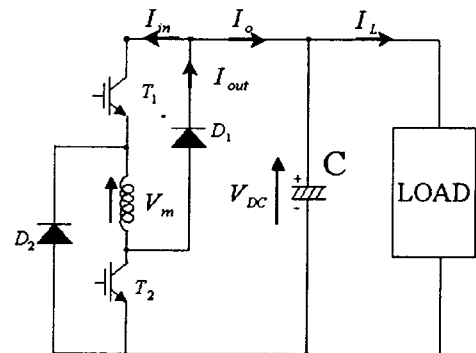 I_in I_o I_L
T_1
I_out
D_1
+
C
V_m
V_DC
LOAD
D_2
-
T_2